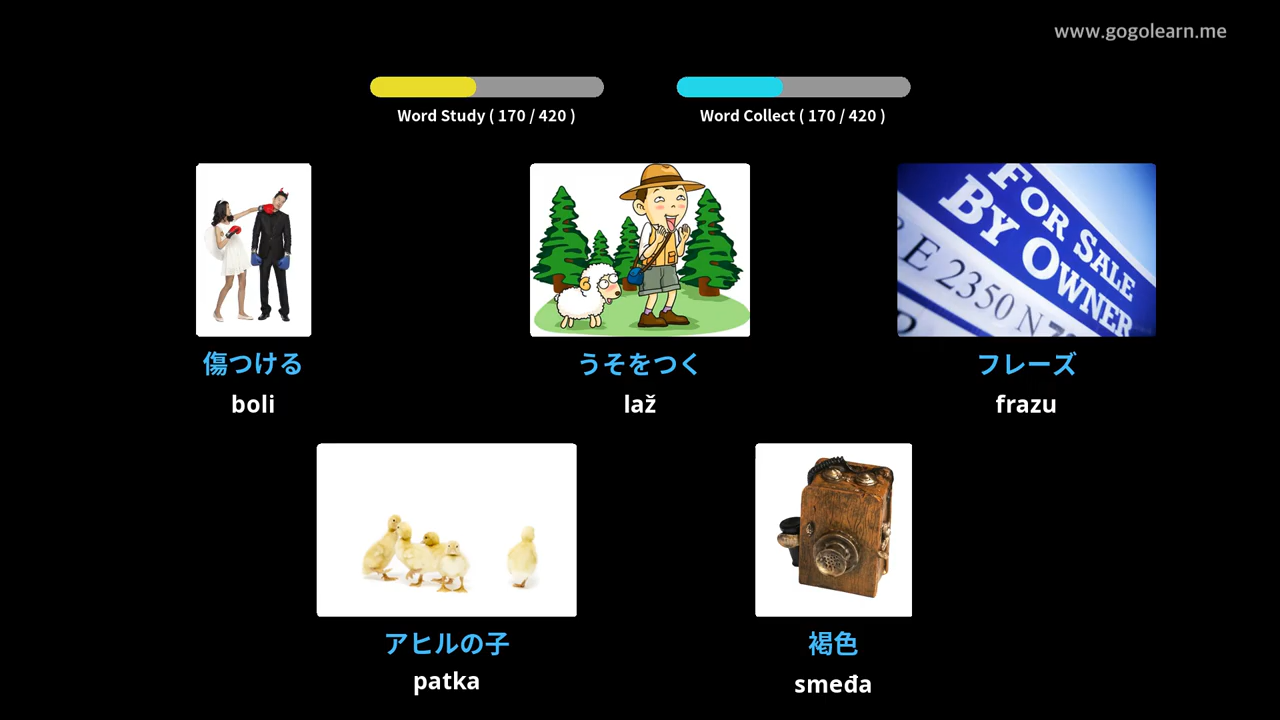 www.gogolearn.me
Word Study ( 170 / 420 )
Word Collect ( 170 / 420 )
FOR SALE
BY OWNER
E 2350 N
傷つける
うそをつく
フレーズ
boli
laž
frazu
アヒルの子
褐色
patka
smeđa